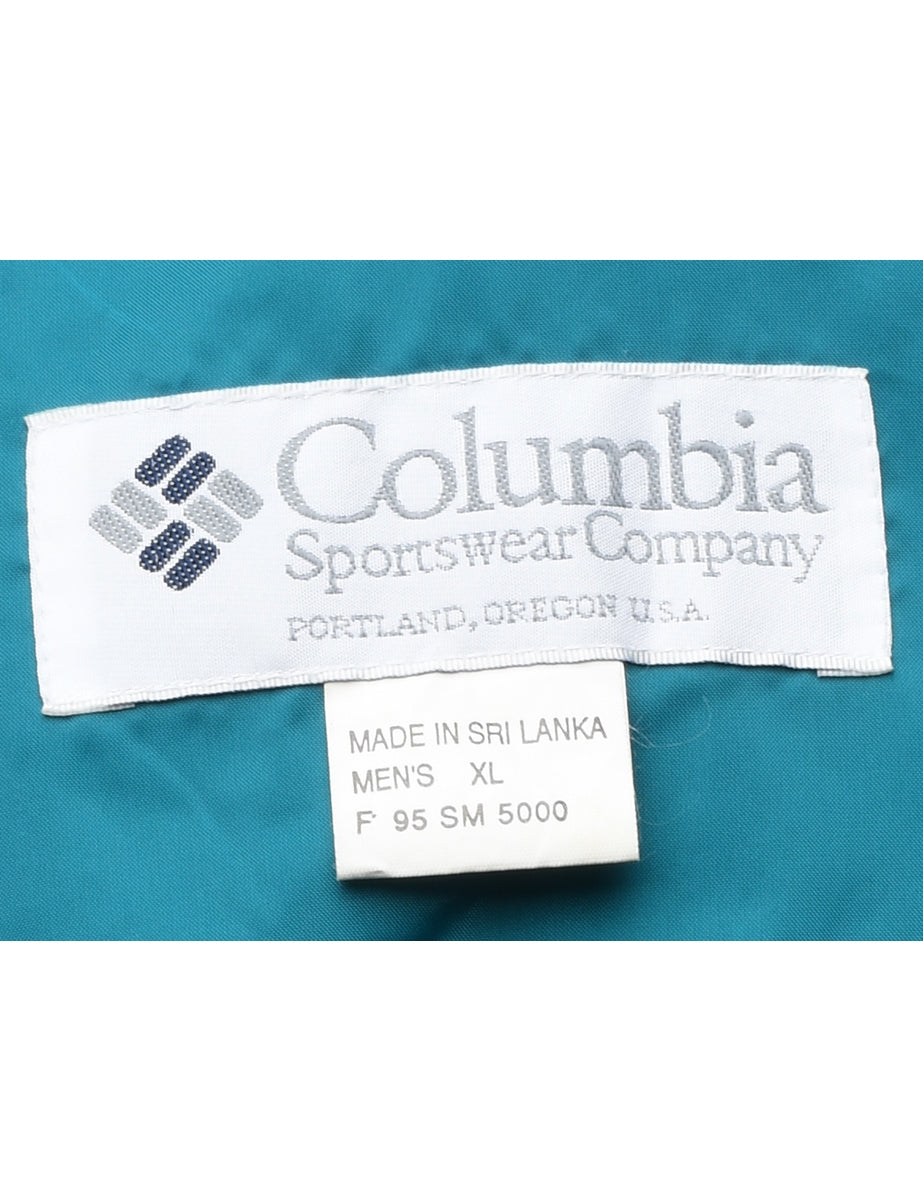 Columbia
Sportswear Company
PORTLAND, OREGON U.S.A.
MADE IN SRI LANKA
MEN'S XL
F 95 SM 5000